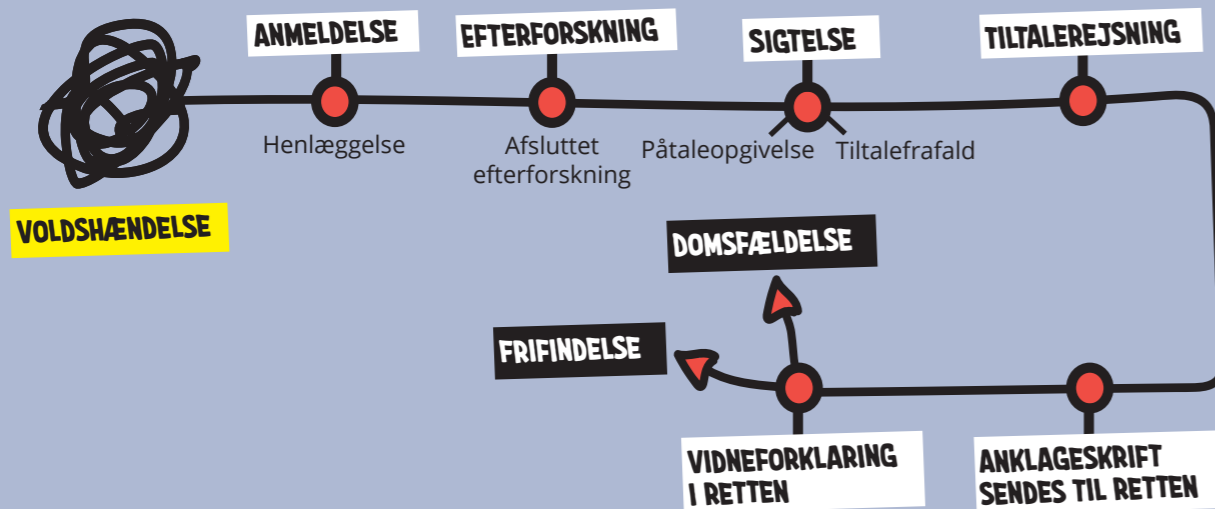 ANMELDELSE
EFTERFORSKNING
SIGTELSE
TILTALEREJSNING
Henlæggelse
Afsluttet
efterforskning
Påtaleopgivelse
Tiltalefrafald
VOLDSHÆNDELSE
DOMSFÆLDELSE
FRIFINDELSE
VIDNEFORKLARING
I RETTEN
ANKLAGESKRIFT
SENDES TIL RETTEN